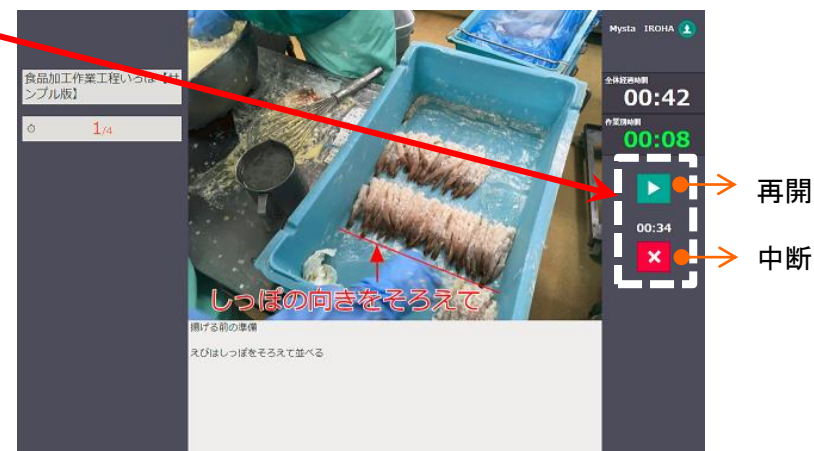 Mysta IROHA
食品加工作業工程いろは【サ
ンプル版】
1/4
全体経過時間
00:42
作業別時間
00:08
再開
00:34
中断
しっぽの向きをそろえて
揚げる前の準備
えびはしっぽをそろえて並べる